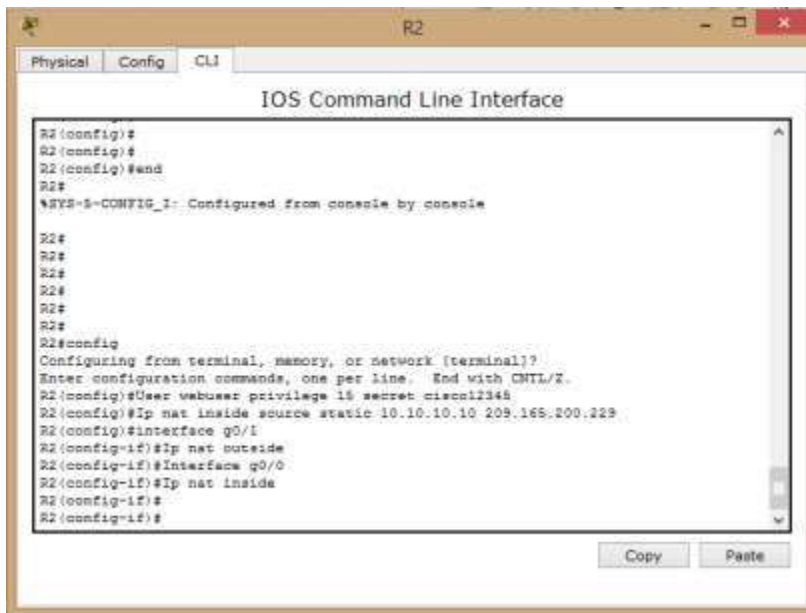 R2
Physical Config CLI
IOS Command Line Interface
R2(config)#
R2(config)#
R2(config)#end
R2#
%SYS-5-CONFIG_I: Configured from console by console
R2#
R2#
R2#
R2#
R2#
R2#
R2#config
Configuring from terminal, memory, or network [terminal]?
Enter configuration commands, one per line. End with CNTL/Z.
R2(config)#User webuser privilege 15 secret cisco12345
R2(config)#Ip nat inside source static 10.10.10.10 209.165.200.229
R2(config)#interface g0/1
R2(config-if)#Ip nat outside
R2(config-if)#Interface g0/0
R2(config-if)#Ip nat inside
R2(config-if)#
R2(config-if)#
Copy Paste